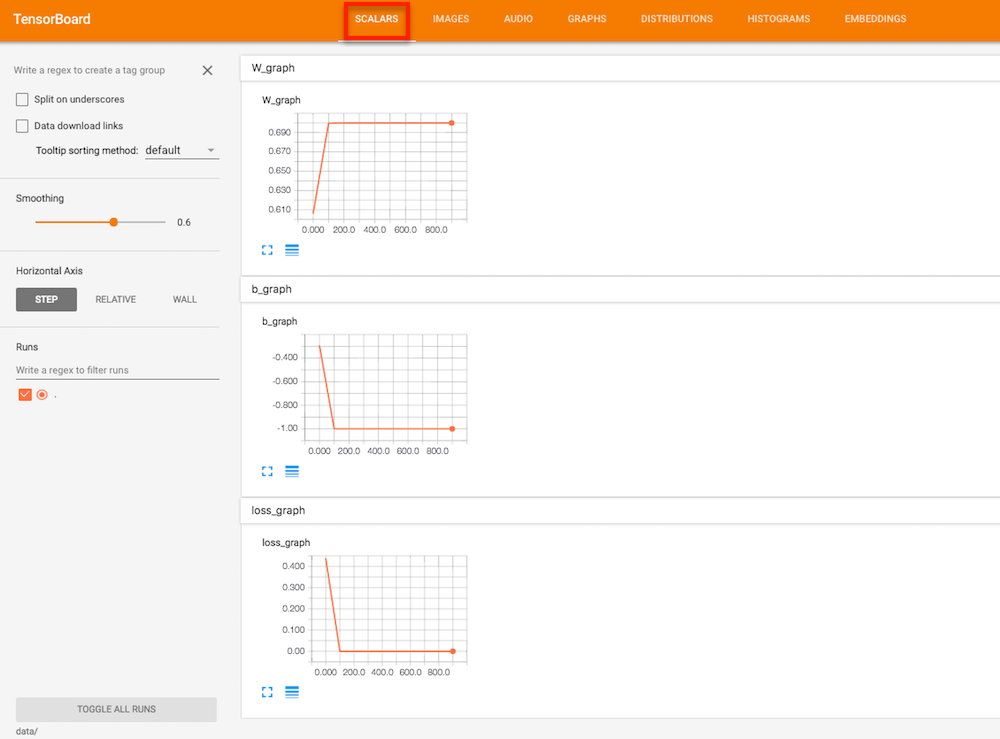 TensorBoard SCALARS IMAGES AUDIO GRAPHS DISTRIBUTIONS HISTOGRAMS EMBEDDINGS
Write a regex to create a tag group
Split on underscores
Data download links
Tooltip sorting method: default
Smoothing
0.6
Horizontal Axis
STEP RELATIVE WALL
Runs
Write a regex to filter runs
.
TOGGLE ALL RUNS
data/
W_graph
W_graph
0.690
0.670
0.650
0.630
0.610
0.000 200.0 400.0 600.0 800.0
b_graph
b_graph
-0.400
-0.600
-0.800
-1.00
0.000 200.0 400.0 600.0 800.0
loss_graph
loss_graph
0.400
0.300
0.200
0.100
0.00
0.000 200.0 400.0 600.0 800.0